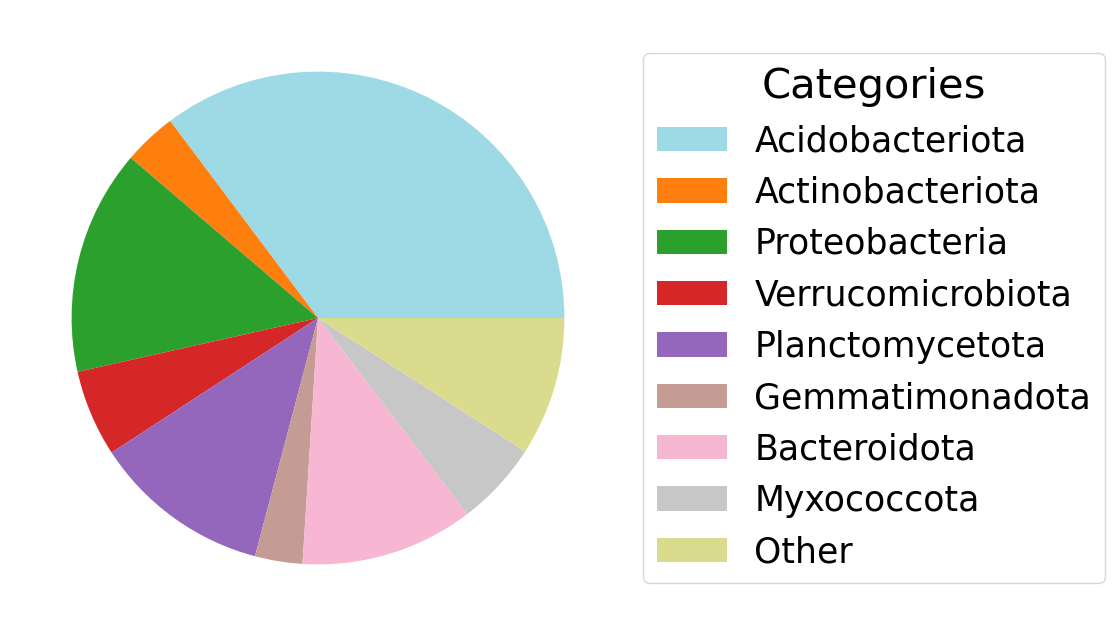 Categories
Acidobacteriota
Actinobacteriota
Proteobacteria
Verrucomicrobiota
Planctomycetota
Gemmatimonadota
Bacteroidota
Myxococcota
Other